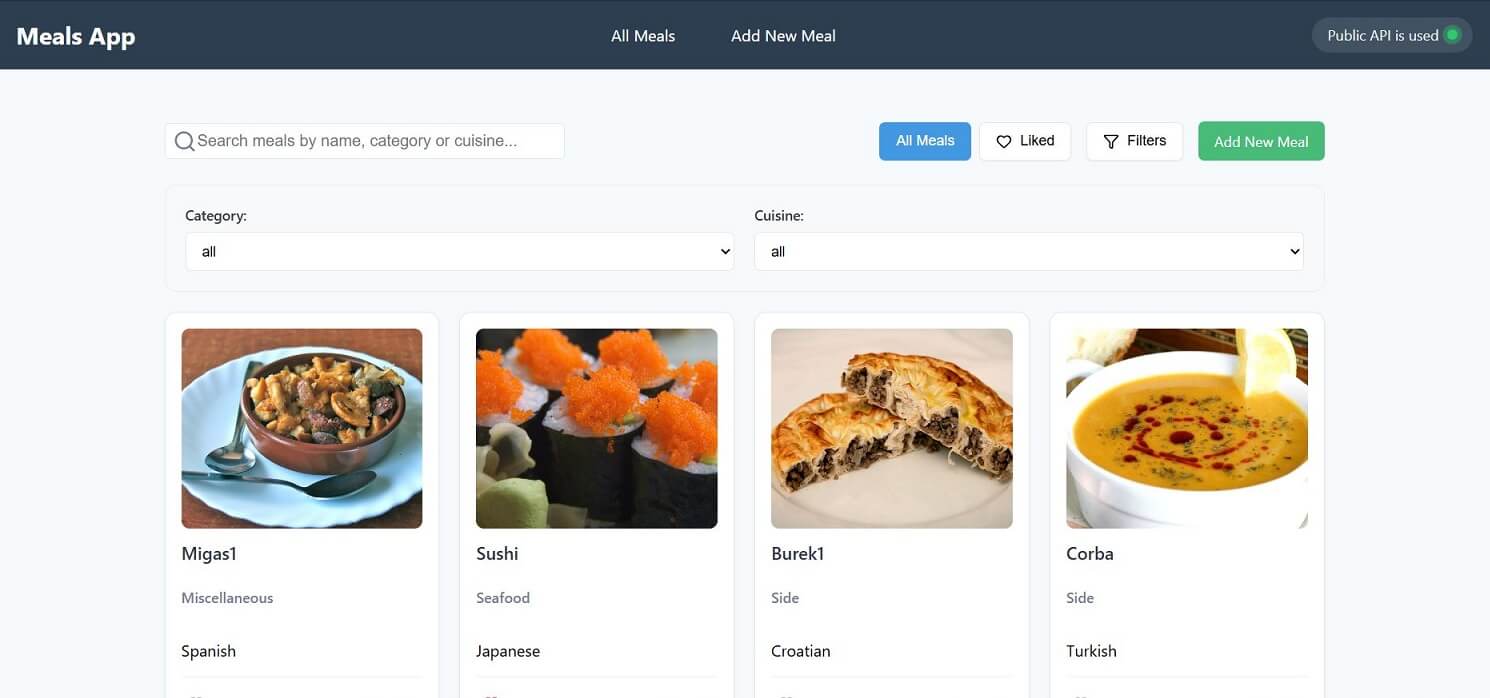 Meals App
All Meals
Add New Meal
Public API is used
Search meals by name, category or cuisine...
All Meals
Liked
Filters
Add New Meal
Category:
Cuisine:
all
all
Migas1
Sushi
Burek1
Corba
Miscellaneous
Seafood
Side
Side
Spanish
Japanese
Croatian
Turkish